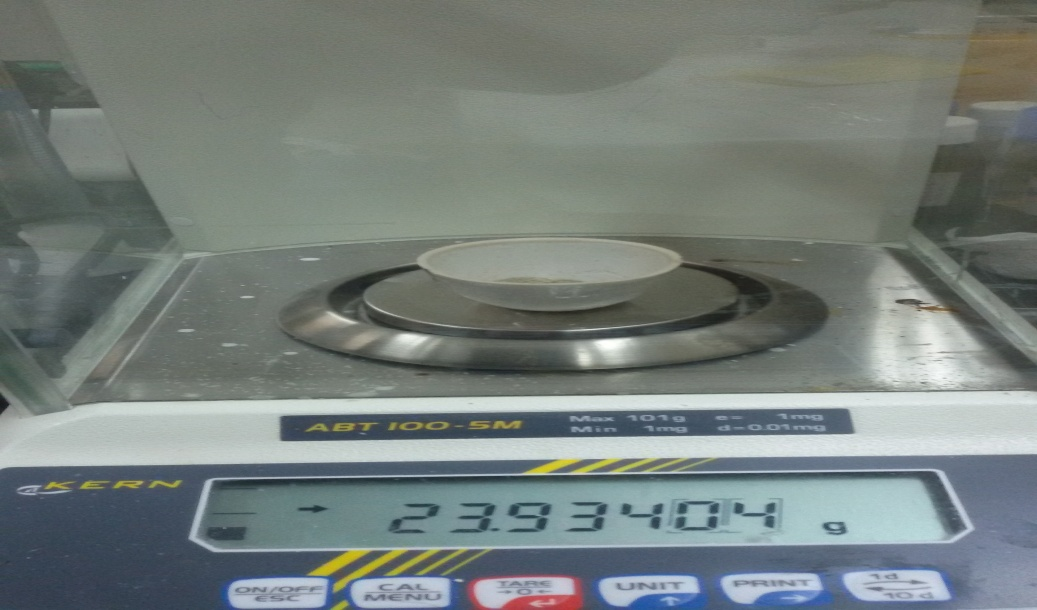 ABT 100-5M
Max 101g e= 1mg
Min 1mg d=0.01mg
KERN
23.93404 g
ON/OFF
ESC
CAL
MENU
TARE
→0←
UNIT
PRINT
1d
10d